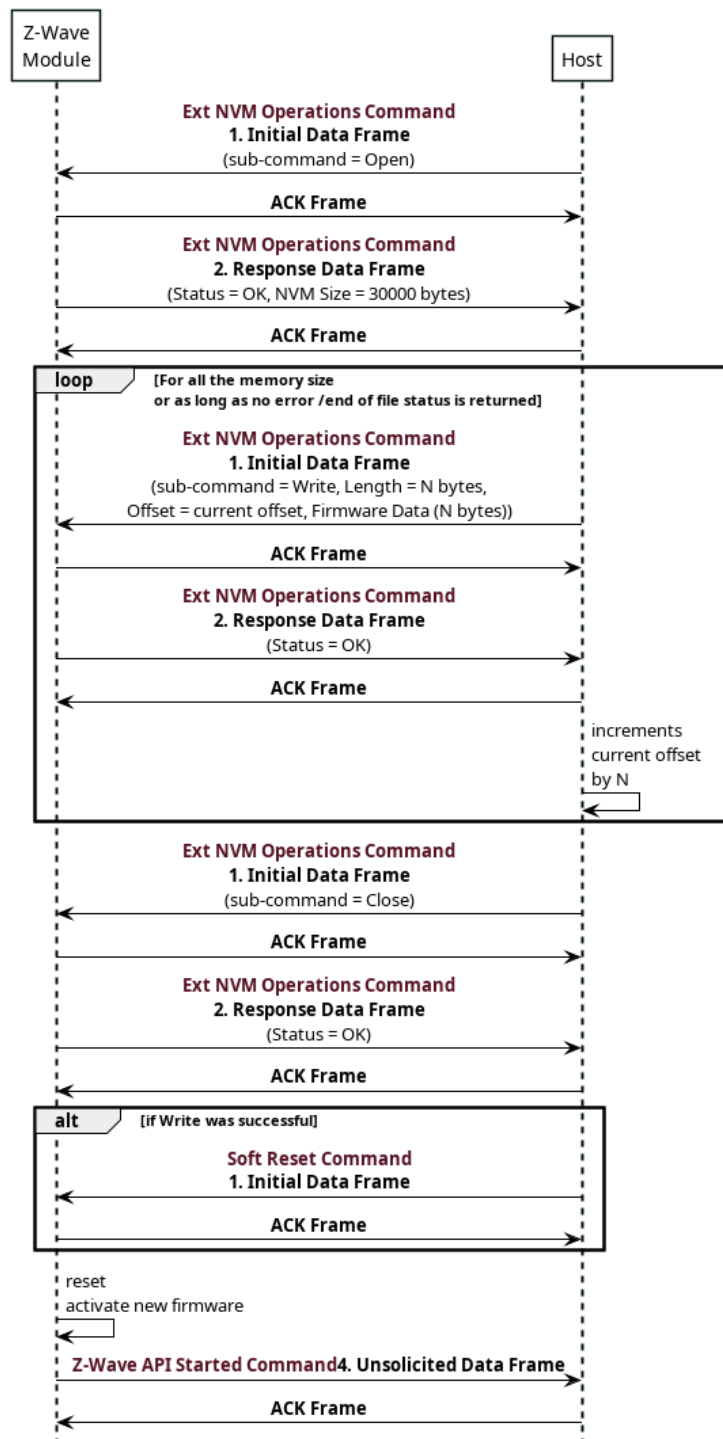 Z-Wave
Module
Host
Ext NVM Operations Command
1. Initial Data Frame
(sub-command = Open)
ACK Frame
Ext NVM Operations Command
2. Response Data Frame
(Status = OK, NVM Size = 30000 bytes)
ACK Frame
loop
[For all the memory size
or as long as no error /end of file status is returned]
Ext NVM Operations Command
1. Initial Data Frame
(sub-command = Write, Length = N bytes,
Offset = current offset, Firmware Data (N bytes))
ACK Frame
Ext NVM Operations Command
2. Response Data Frame
(Status = OK)
ACK Frame
increments
current offset
by N
Ext NVM Operations Command
1. Initial Data Frame
(sub-command = Close)
ACK Frame
Ext NVM Operations Command
2. Response Data Frame
(Status = OK)
ACK Frame
alt
[if Write was successful]
Soft Reset Command
1. Initial Data Frame
ACK Frame
reset
activate new firmware
Z-Wave API Started Command4. Unsolicited Data Frame
ACK Frame